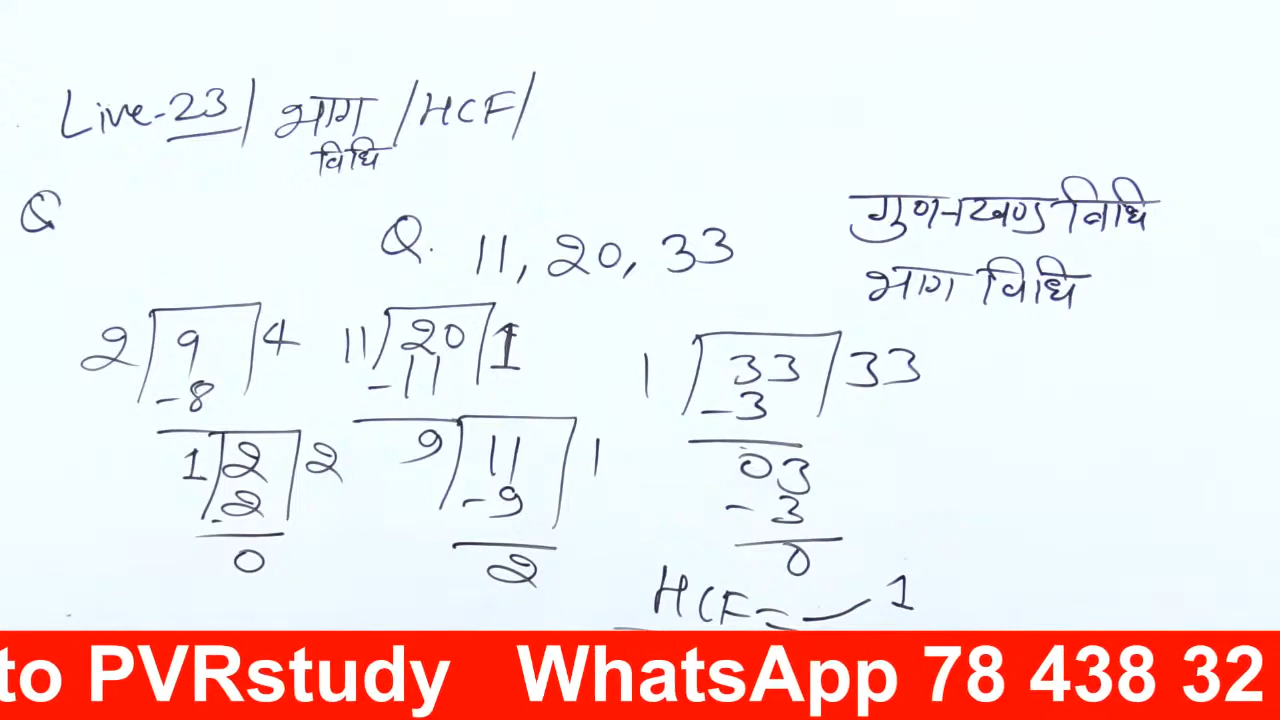 Live-23 / भाग विधि / HCF /
Q
Q. 11, 20, 33
गुणनखण्ड विधि
भाग विधि
11 20 1
-11
9 11 1
-9
2
2 9 4
-8
1 2 2
-2
0
1 33 33
-3
03
-3
0
HCF = 1
to PVRstudy WhatsApp 78 438 32